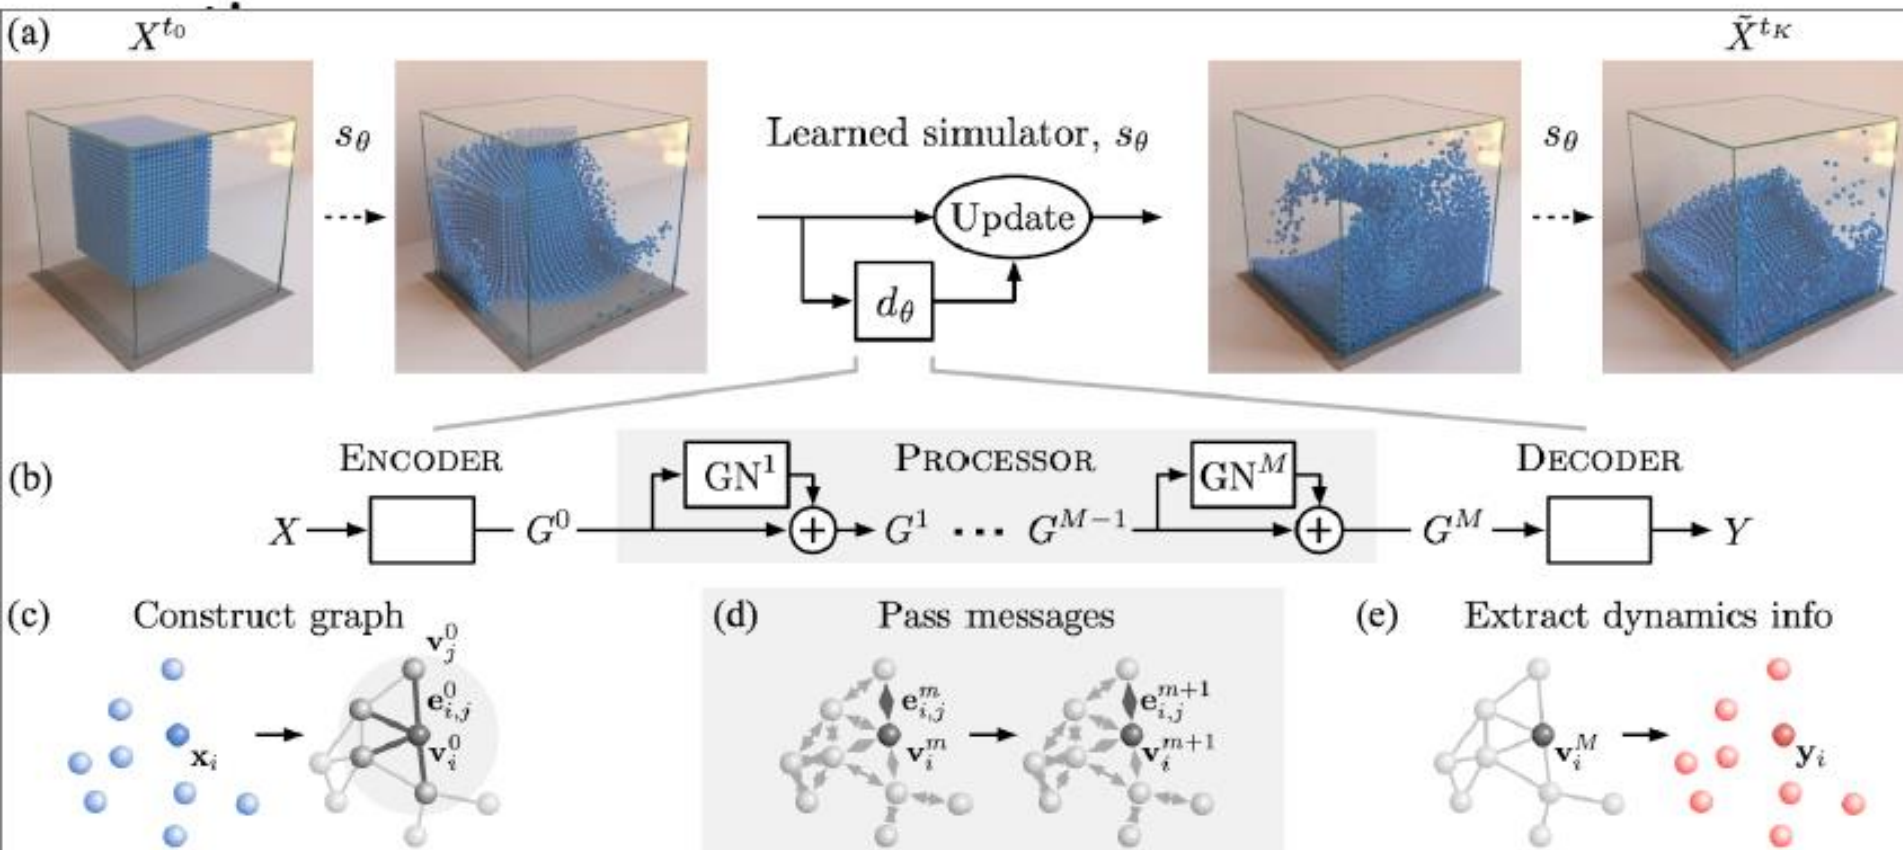 (a) X^{t_0} X̃^{t_K}
s_θ Learned simulator, s_θ s_θ
Update
d_θ
ENCODER GN^1 PROCESSOR GN^M DECODER
(b)
X G^0 + G^1 ··· G^{M−1} + G^M Y
(c) Construct graph (d) Pass messages (e) Extract dynamics info
v_j^0
e_{i,j}^0 e_{i,j}^m e_{i,j}^{m+1}
x_i v_i^0 v_i^m v_i^{m+1} v_i^M y_i